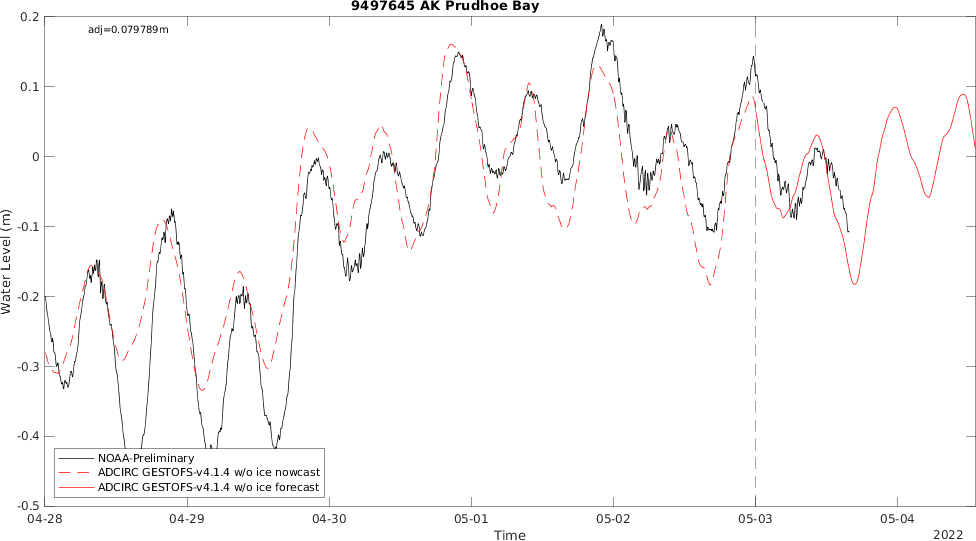 9497645 AK Prudhoe Bay
adj=0.079789m
0.2
0.1
0
-0.1
-0.2
-0.3
-0.4
-0.5
Water Level (m)
NOAA-Preliminary
ADCIRC GESTOFS-v4.1.4 w/o ice nowcast
ADCIRC GESTOFS-v4.1.4 w/o ice forecast
04-28 04-29 04-30 05-01 05-02 05-03 05-04
Time
2022